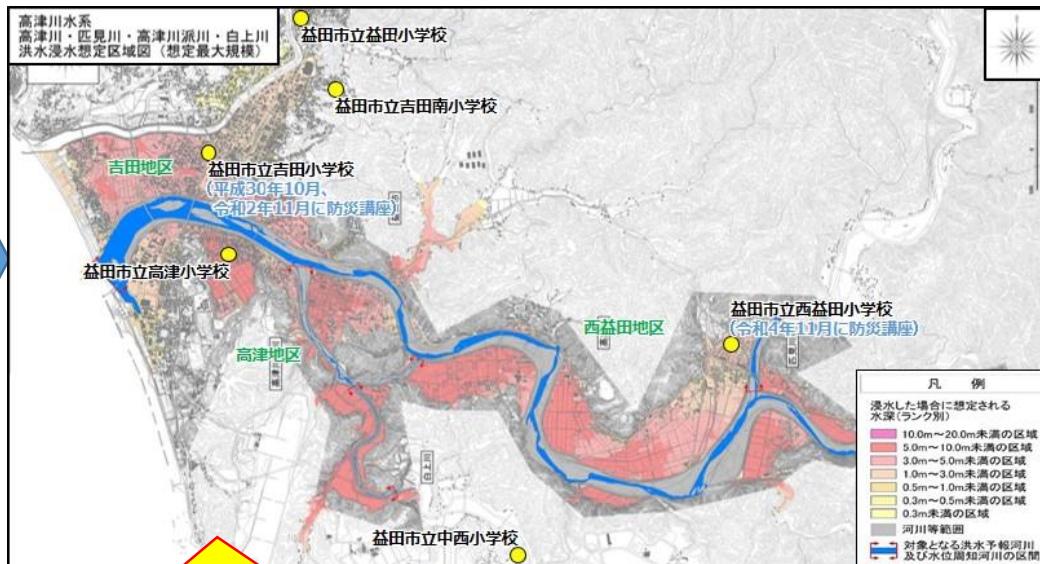 高津川水系
高津川・匹見川・高津川派川・白上川
洪水浸水想定区域図（想定最大規模）
益田市立益田小学校
益田市立吉田南小学校
吉田地区
益田市立吉田小学校
(平成30年10月、
令和2年11月に防災講座)
益田市立高津小学校
益田市立西益田小学校
(令和4年11月に防災講座)
西益田地区
高津地区
白上川
益田市立中西小学校
凡　例
浸水した場合に想定される
水深(ランク別)
10.0m～20.0m未満の区域
5.0m～10.0m未満の区域
3.0m～5.0m未満の区域
1.0m～3.0m未満の区域
0.5m～1.0m未満の区域
0.3m～0.5m未満の区域
0.3m未満の区域
河川等範囲
対象となる洪水予報河川
及び水位周知河川の区間